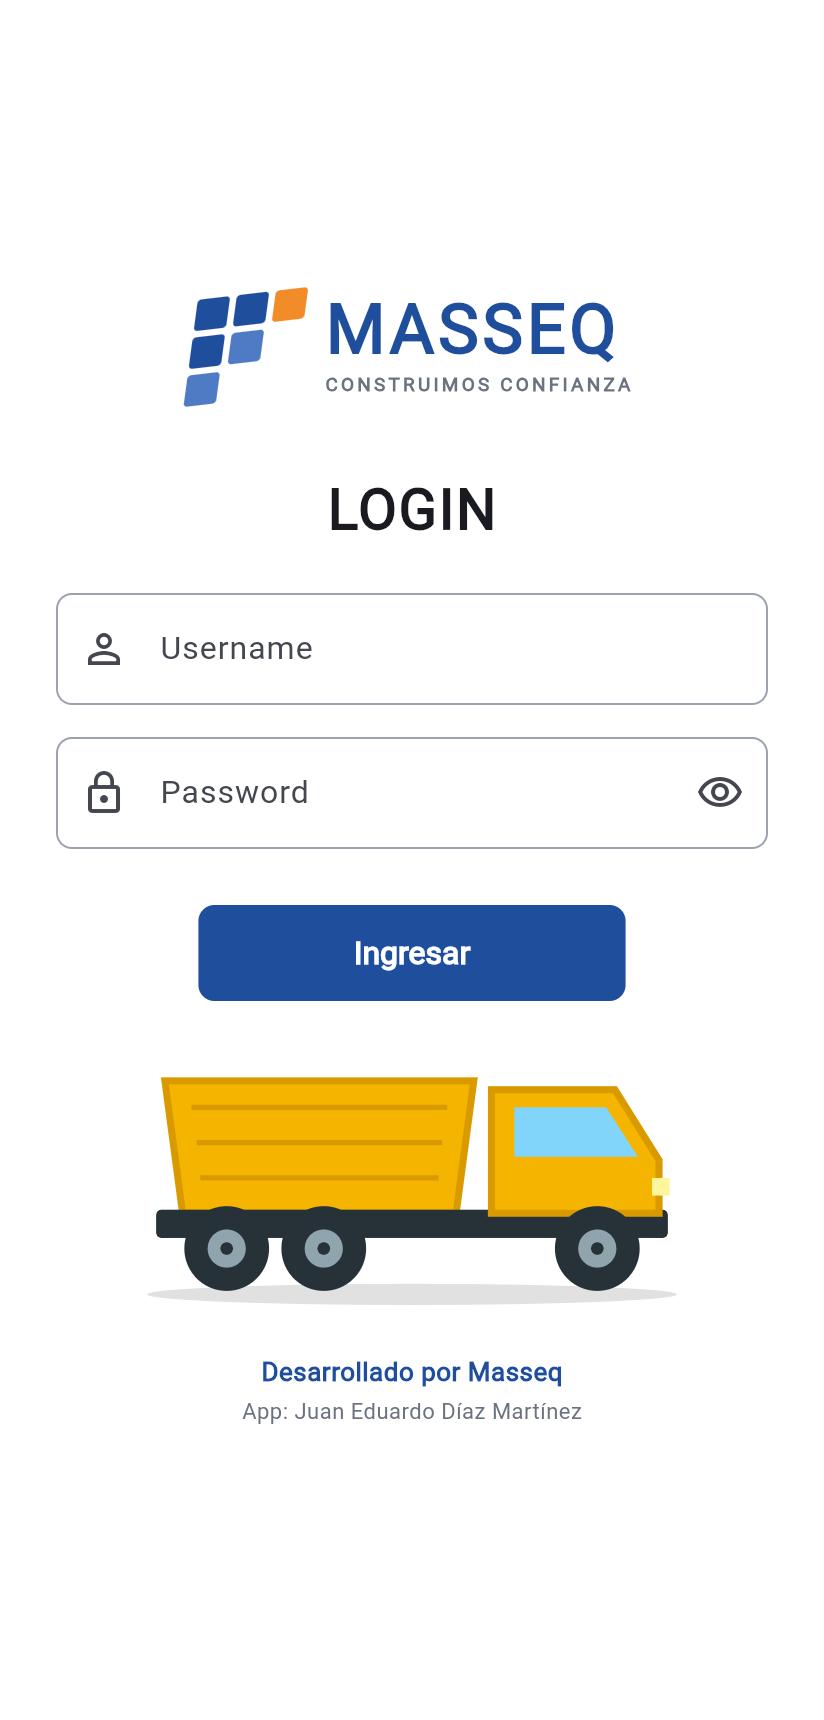 MASSEQ
CONSTRUIMOS CONFIANZA
LOGIN
Username
Password
Ingresar
Desarrollado por Masseq
App: Juan Eduardo Díaz Martínez